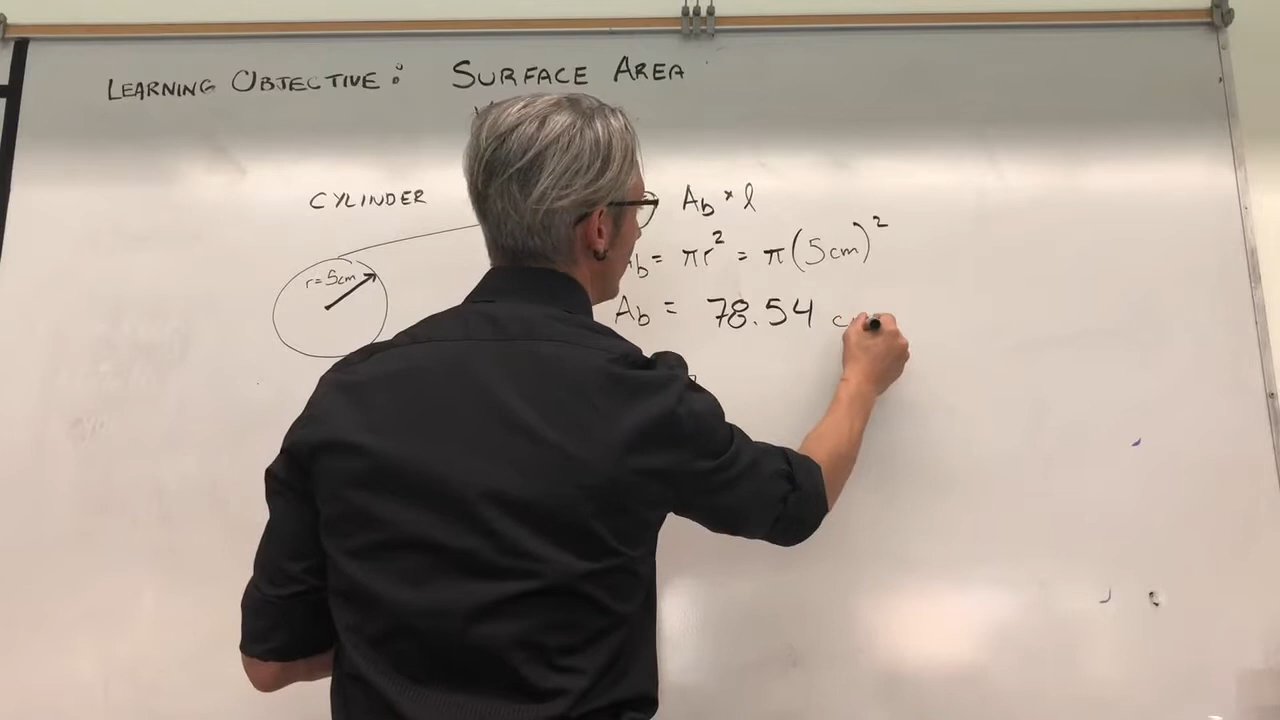 LEARNING OBJECTIVE: SURFACE AREA
CYLINDER
r=5cm
Ab × l
b = πr² = π(5cm)²
Ab = 78.54 c